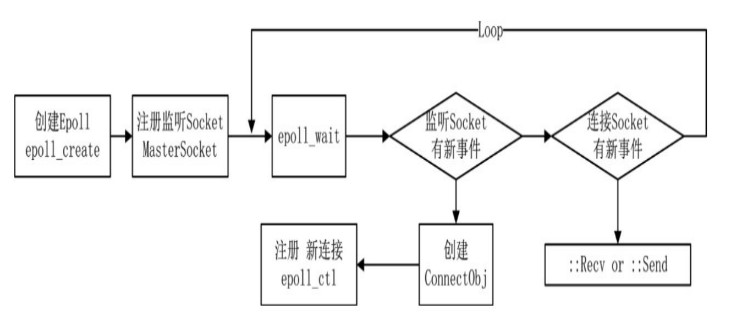 Loop
创建Epoll
epoll_create
注册监听Socket
MasterSocket
epoll_wait
监听Socket
有新事件
连接Socket
有新事件
注册 新连接
epoll_ctl
创建
ConnectObj
::Recv or ::Send